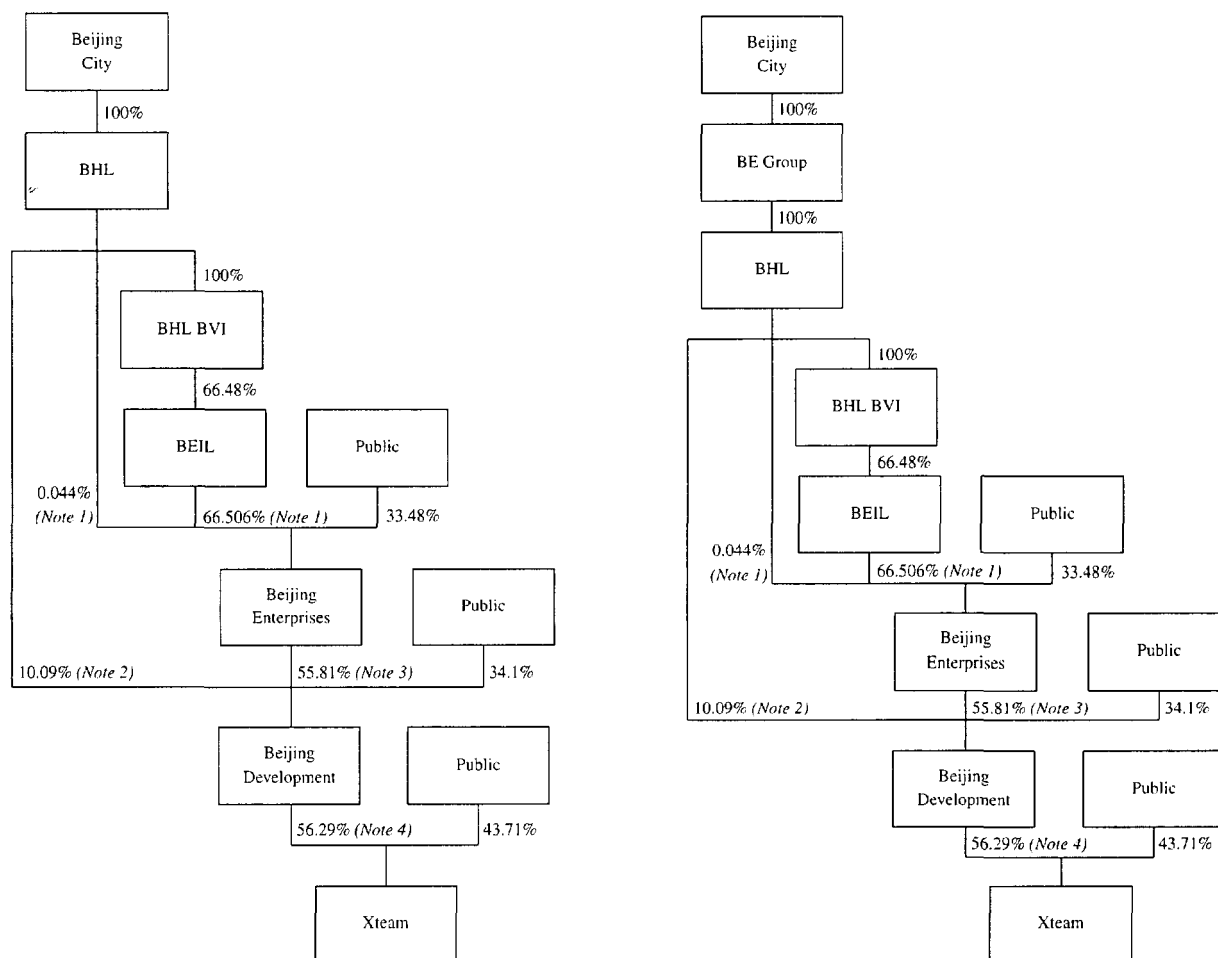 Beijing
City
100%
BHL
100%
BHL BVI
66.48%
BEIL
Public
0.044%
(Note 1)
66.506% (Note 1)
33.48%
Beijing
Enterprises
Public
10.09% (Note 2)
55.81% (Note 3)
34.1%
Beijing
Development
Public
56.29% (Note 4)
43.71%
Xteam
Beijing
City
100%
BE Group
100%
BHL
100%
BHL BVI
66.48%
BEIL
Public
0.044%
(Note 1)
66.506% (Note 1)
33.48%
Beijing
Enterprises
Public
10.09% (Note 2)
55.81% (Note 3)
34.1%
Beijing
Development
Public
56.29% (Note 4)
43.71%
Xteam